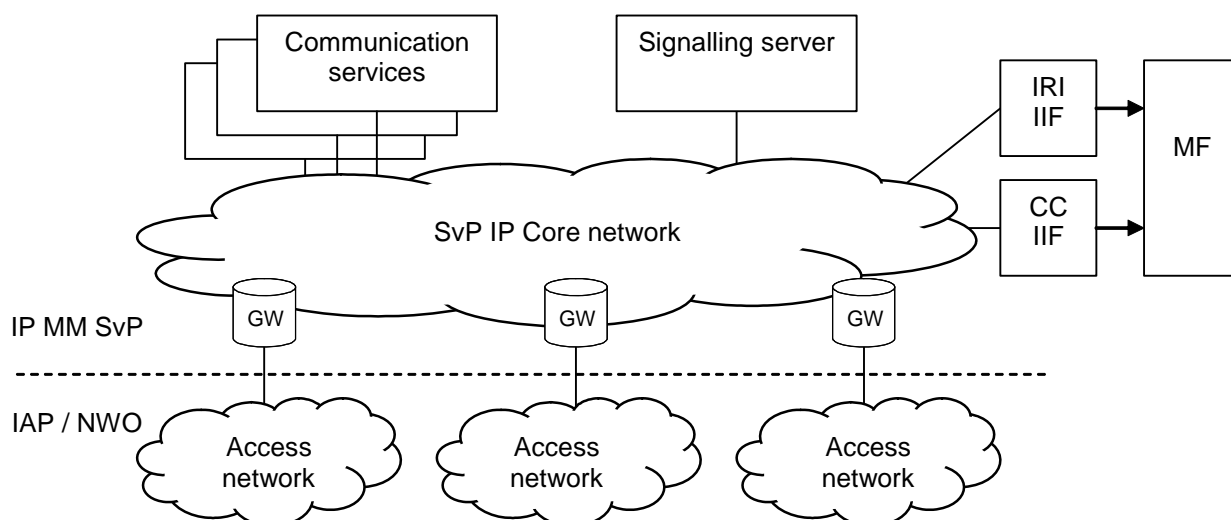 Communication
services
Signalling server
IRI
IIF
MF
CC
IIF
SvP IP Core network
GW
GW
GW
IP MM SvP
IAP / NWO
Access
network
Access
network
Access
network